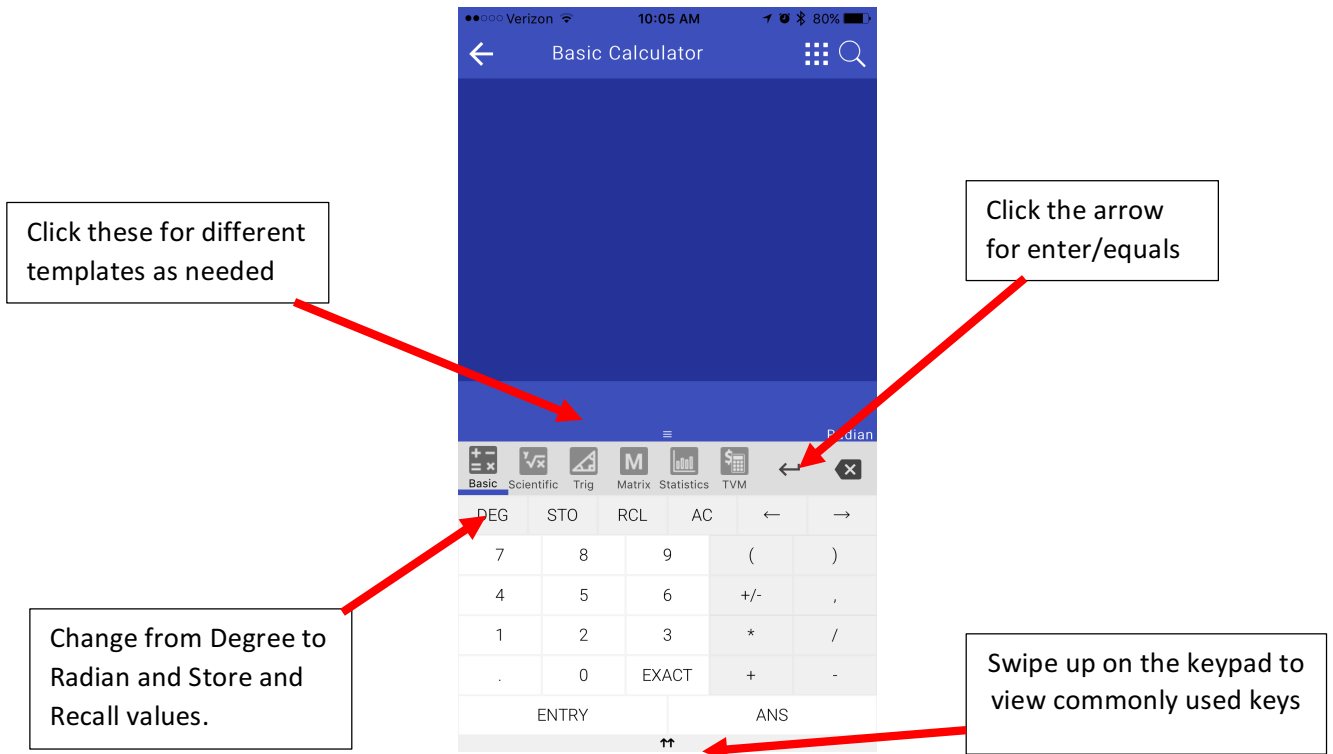 Verizon 10:05 AM 80%
Basic Calculator
Click these for different
templates as needed
Click the arrow
for enter/equals
Radian
Basic Scientific Trig Matrix Statistics TVM
DEG STO RCL AC ← →
7 8 9 ( )
4 5 6 +/- ,
1 2 3 * /
. 0 EXACT + -
ENTRY ANS
Change from Degree to
Radian and Store and
Recall values.
Swipe up on the keypad to
view commonly used keys